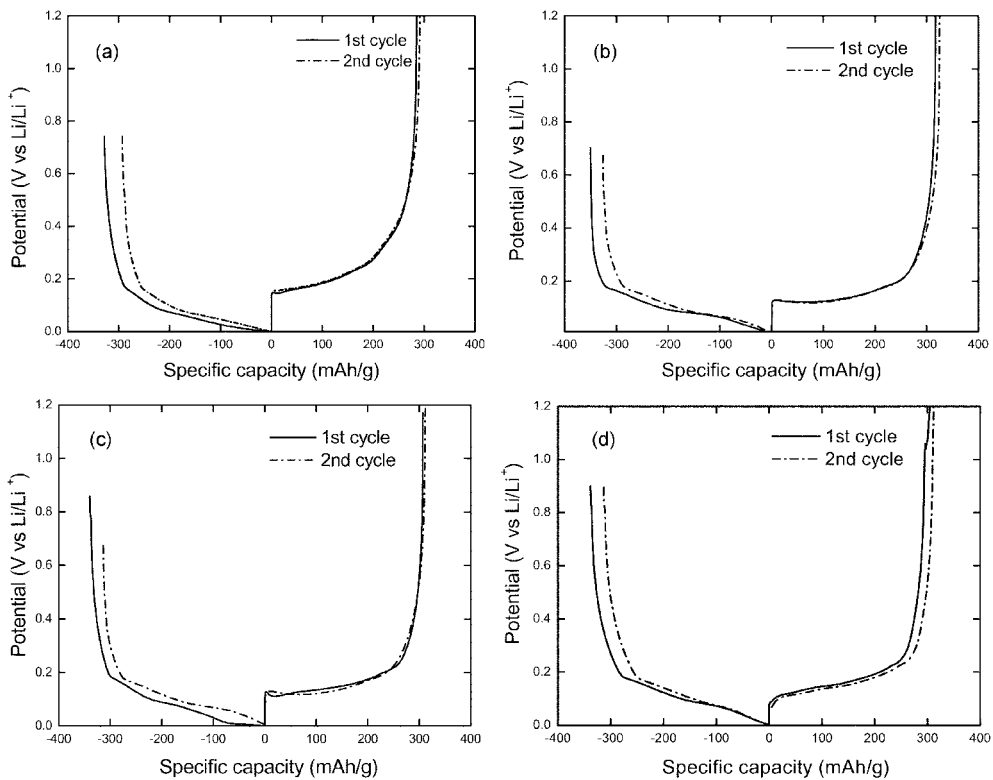 (a)
1st cycle
2nd cycle
Potential (V vs Li/Li⁺)
1.2
1.0
0.8
0.6
0.4
0.2
0.0
-400 -300 -200 -100 0 100 200 300 400
Specific capacity (mAh/g)
(b)
1st cycle
2nd cycle
Potential (V vs Li/Li⁺)
1.2
1.0
0.8
0.6
0.4
0.2
0.0
-400 -300 -200 -100 0 100 200 300 400
Specific capacity (mAh/g)
(c)
1st cycle
2nd cycle
Potential (V vs Li/Li⁺)
1.2
1.0
0.8
0.6
0.4
0.2
0.0
-400 -300 -200 -100 0 100 200 300 400
Specific capacity (mAh/g)
(d)
1st cycle
2nd cycle
Potential (V vs Li/Li⁺)
1.2
1.0
0.8
0.6
0.4
0.2
0.0
-400 -300 -200 -100 0 100 200 300 400
Specific capacity (mAh/g)